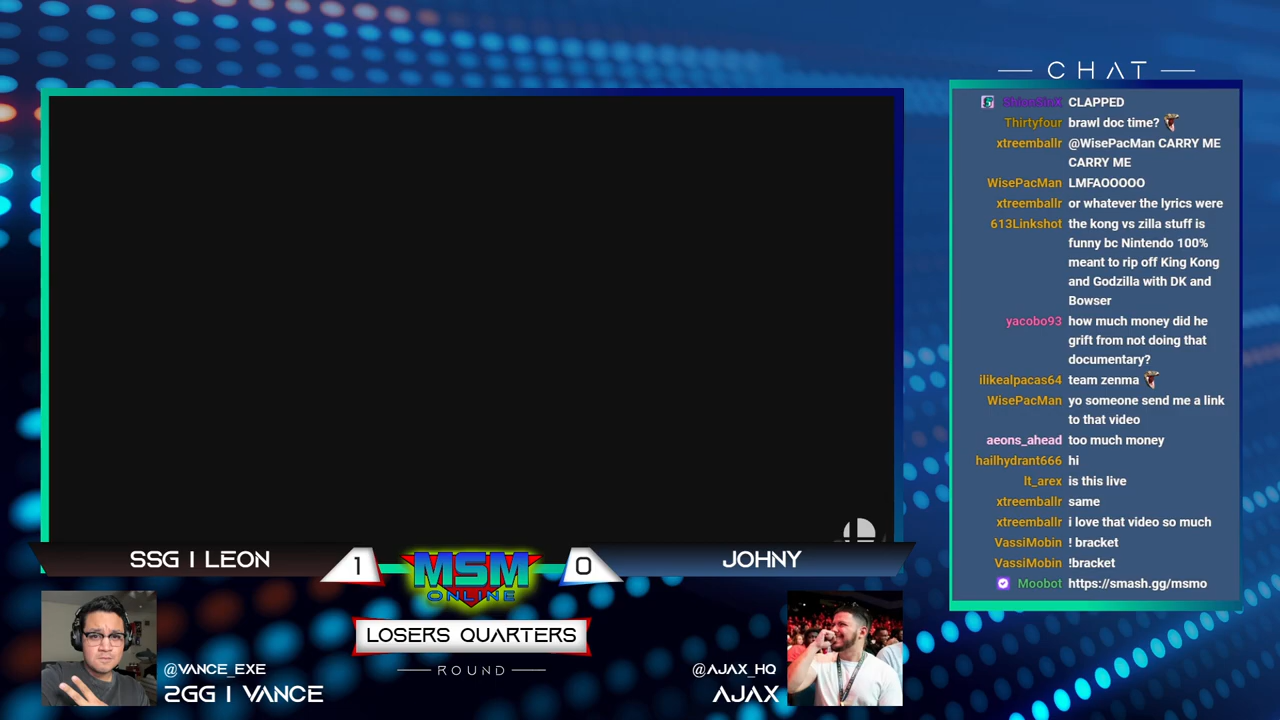 CHAT
CLAPPED
Thirtyfour brawl doc time?
xtreemballr @WisePacMan CARRY ME
CARRY ME
WisePacMan LMFAOOOOO
xtreemballr or whatever the lyrics were
613Linkshot the kong vs zilla stuff is
funny bc Nintendo 100%
meant to rip off King Kong
and Godzilla with DK and
Bowser
yacobo93 how much money did he
grift from not doing that
documentary?
ilikealpacas64 team zenma
WisePacMan yo someone send me a link
to that video
aeons_ahead too much money
hailhydrant666 hi
lt_arex is this live
xtreemballr same
xtreemballr i love that video so much
VassiMobin ! bracket
VassiMobin !bracket
Moobot https://smash.gg/msmo
SSG | LEON 1 MSM 0 JOHNY
ONLINE
LOSERS QUARTERS
ROUND
@VANCE_EXE
2GG | VANCE
@AJAX_HQ
AJAX